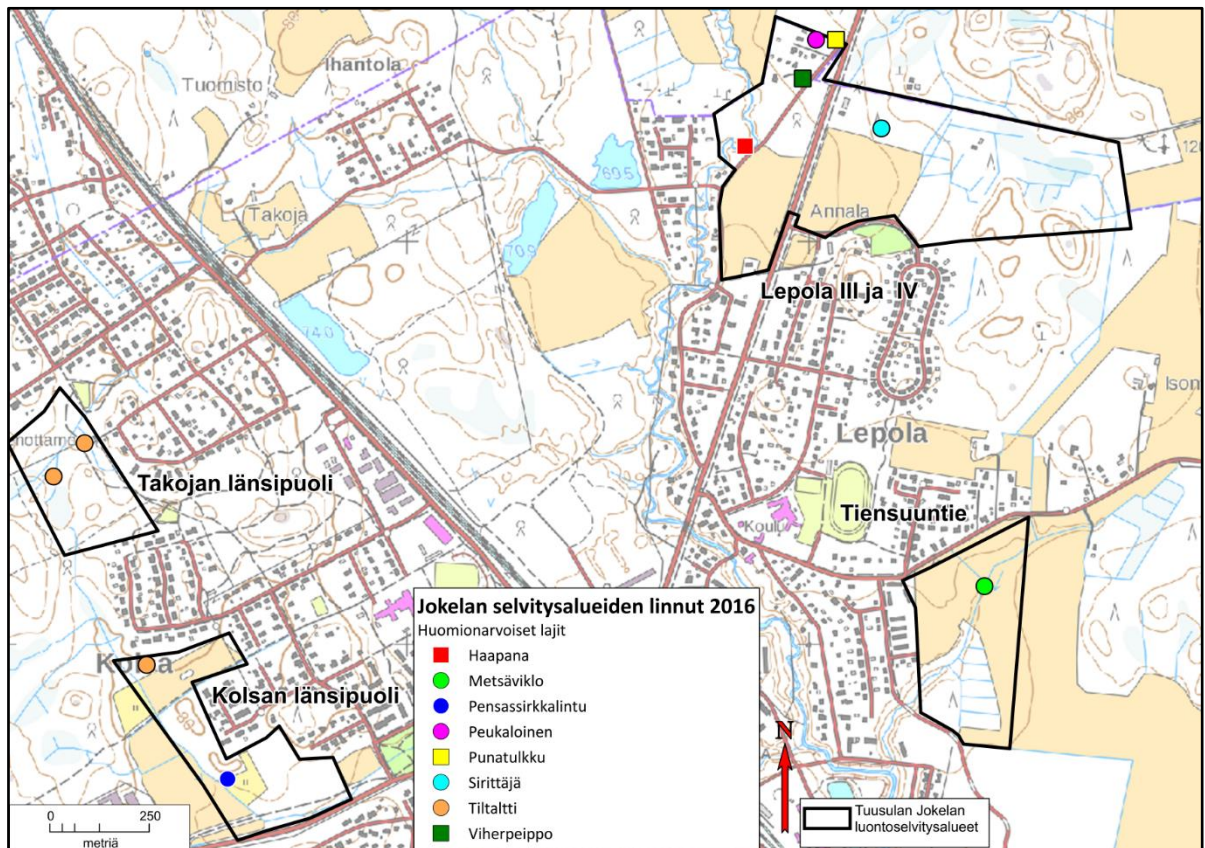 Ihantola
Tuomisto
Takoja
69.5
70.9
74.0
Annala
Lepola III ja IV
Lepola
Takojan länsipuoli
Tiensuuntie
Koulu
Kolsan länsipuoli
Jokelan selvitysalueiden linnut 2016
Huomionarvoiset lajit
Haapana
Metsäviklo
Pensassirkkalintu
Peukaloinen
Punatulkku
Sirittäjä
Tiltaltti
Viherpeippo
N
0 250
metriä
Tuusulan Jokelan
luontoselvitysalueet